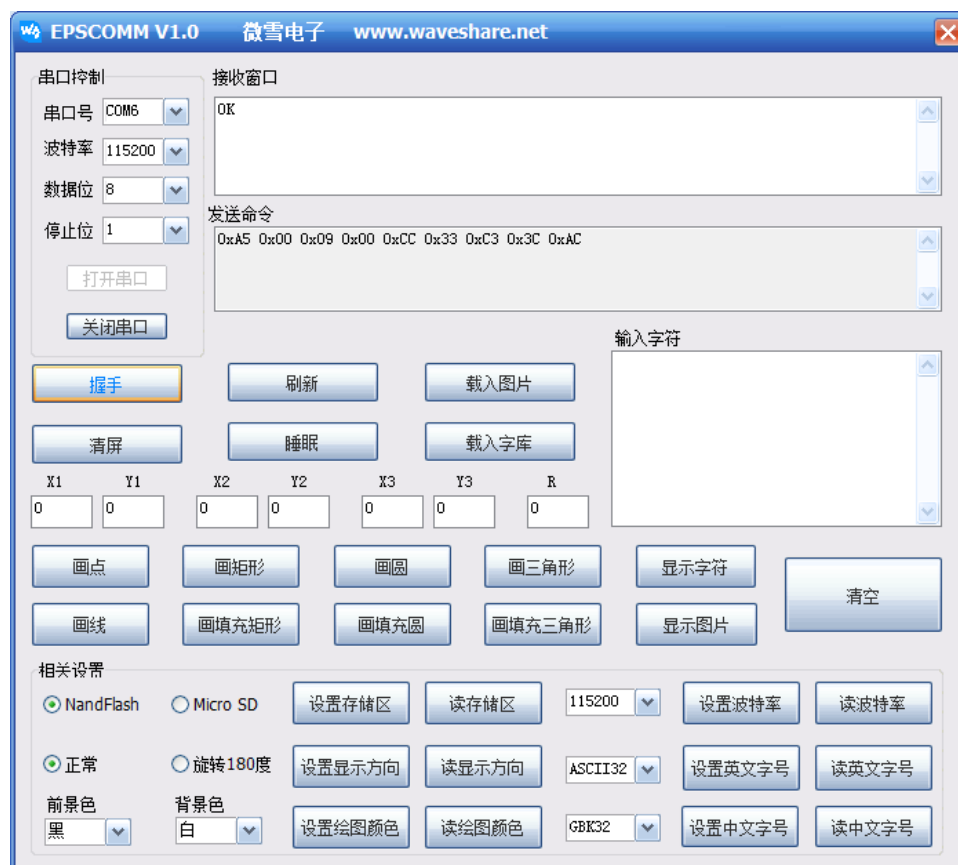 EPSCOMM V1.0 微雪电子 www.waveshare.net
串口控制
串口号 COM6
波特率 115200
数据位 8
停止位 1
打开串口
关闭串口
接收窗口
OK
发送命令
0xA5 0x00 0x09 0x00 0xCC 0x33 0xC3 0x3C 0xAC
输入字符
握手 刷新 载入图片
清屏 睡眠 载入字库
X1 Y1 X2 Y2 X3 Y3 R
0 0 0 0 0 0 0
画点 画矩形 画圆 画三角形 显示字符
清空
画线 画填充矩形 画填充圆 画填充三角形 显示图片
相关设置
NandFlash Micro SD 设置存储区 读存储区 115200 设置波特率 读波特率
正常 旋转180度 设置显示方向 读显示方向 ASCII32 设置英文字号 读英文字号
前景色 背景色
黑 白 设置绘图颜色 读绘图颜色 GBK32 设置中文字号 读中文字号